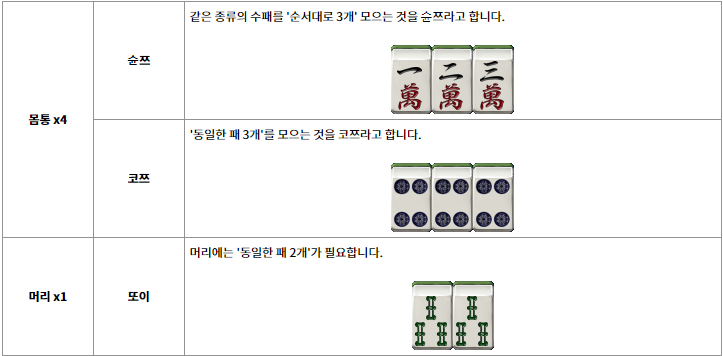 몸통 x4
슌쯔
같은 종류의 수패를 '순서대로 3개' 모으는 것을 슌쯔라고 합니다.
一萬 二萬 三萬
코쯔
'동일한 패 3개'를 모으는 것을 코쯔라고 합니다.
머리 x1
또이
머리에는 '동일한 패 2개'가 필요합니다.